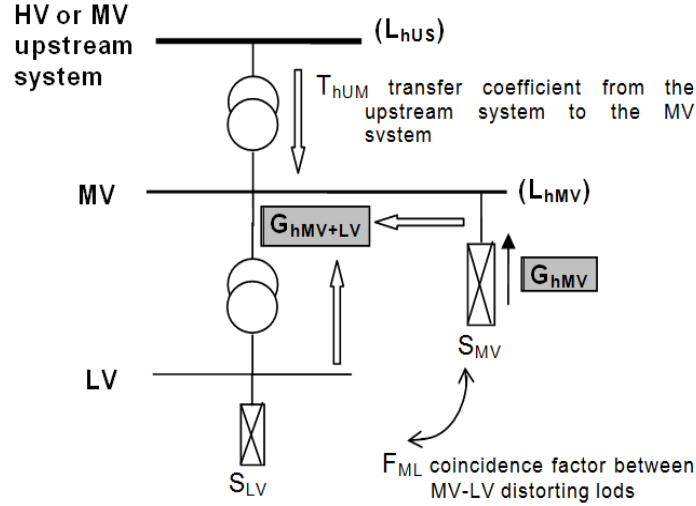 HV or MV
upstream
system
(LhUS)
ThUM transfer coefficient from the
upstream system to the MV
svstem
MV
(LhMV)
GhMV+LV
GhMV
SMV
LV
SLV
FML coincidence factor between
MV-LV distorting lods